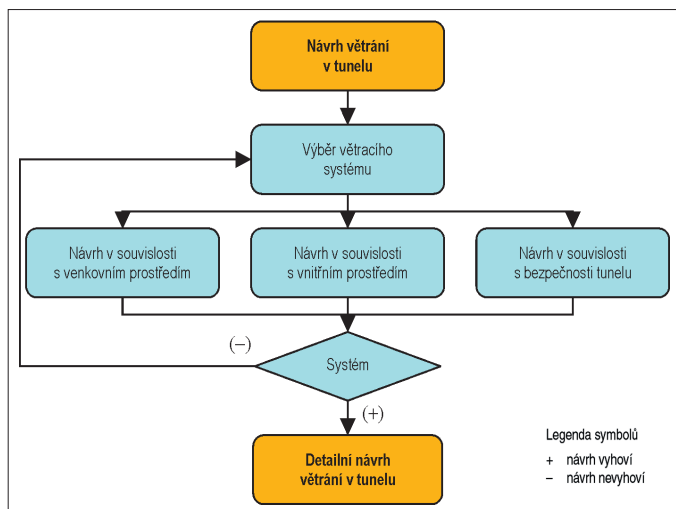 Návrh větrání
v tunelu
Výběr větracího
systému
Návrh v souvislosti
s venkovním prostředím
Návrh v souvislosti
s vnitřním prostředím
Návrh v souvislosti
s bezpečnosti tunelu
(–)
Systém
(+)
Detailní návrh
větrání v tunelu
Legenda symbolů
+ návrh vyhoví
– návrh nevyhoví